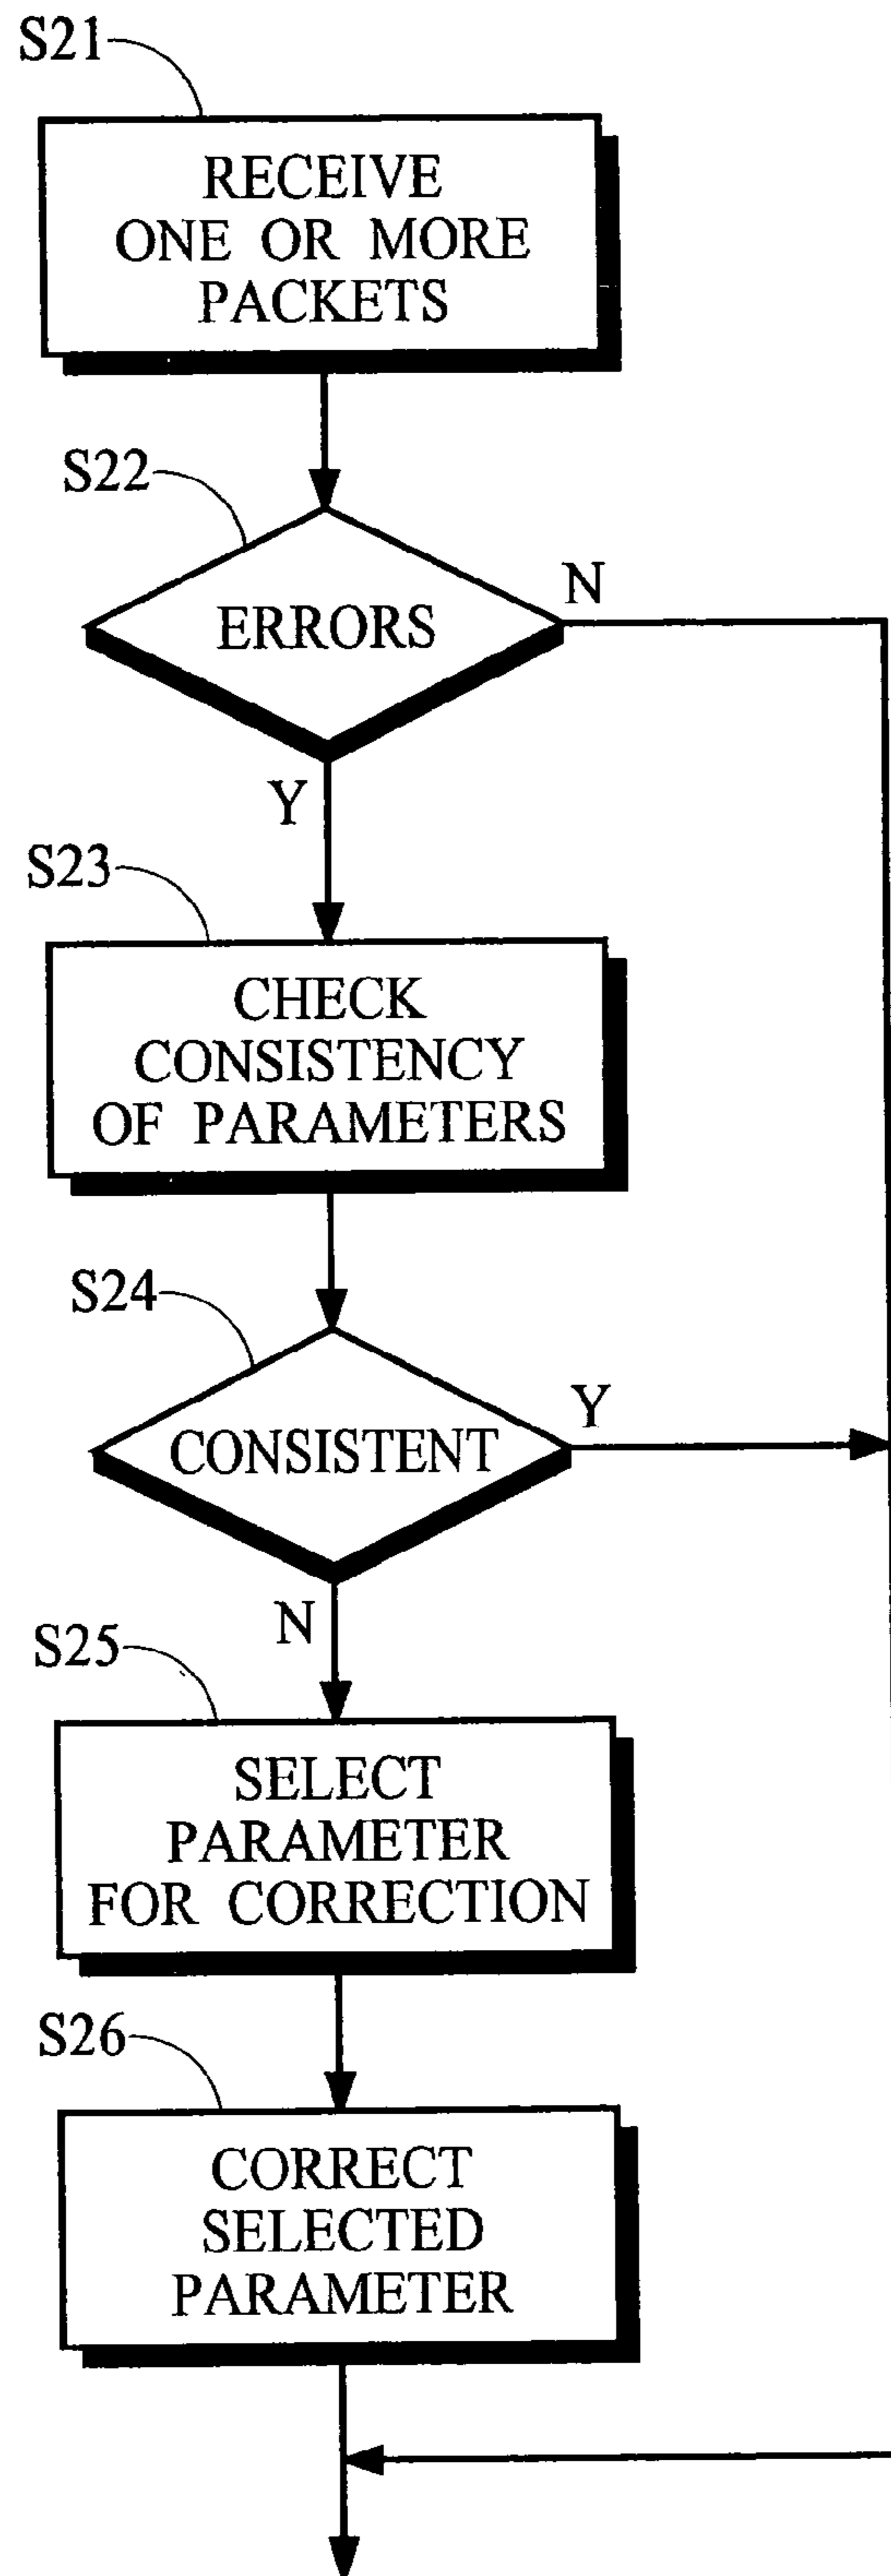 S21
RECEIVE
ONE OR MORE
PACKETS
S22
ERRORS
N
Y
S23
CHECK
CONSISTENCY
OF PARAMETERS
S24
CONSISTENT
Y
N
S25
SELECT
PARAMETER
FOR CORRECTION
S26
CORRECT
SELECTED
PARAMETER